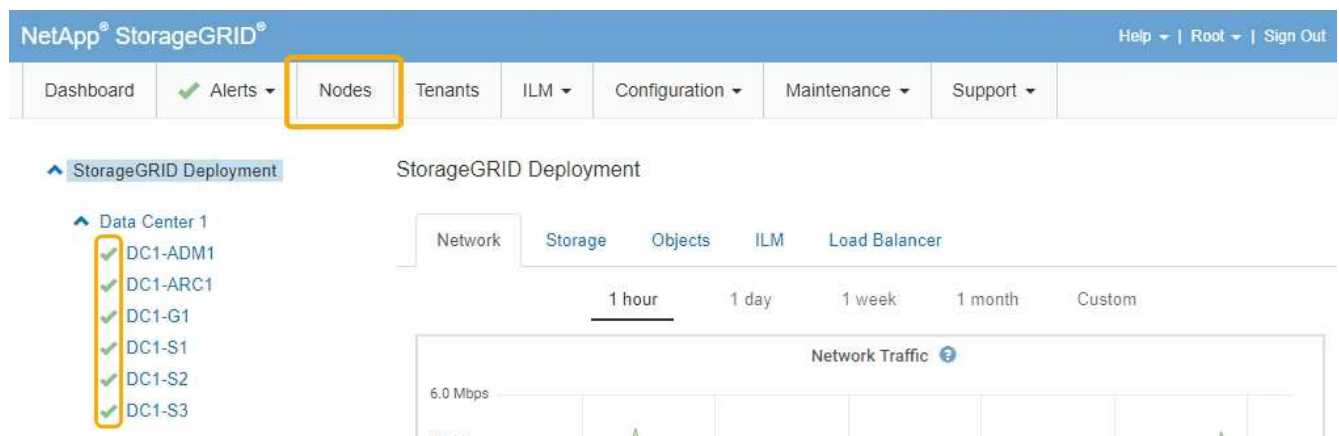 NetApp® StorageGRID®
Help | Root | Sign Out
Dashboard Alerts Nodes Tenants ILM Configuration Maintenance Support
StorageGRID Deployment
Data Center 1
DC1-ADM1
DC1-ARC1
DC1-G1
DC1-S1
DC1-S2
DC1-S3
StorageGRID Deployment
Network Storage Objects ILM Load Balancer
1 hour 1 day 1 week 1 month Custom
Network Traffic ?
6.0 Mbps